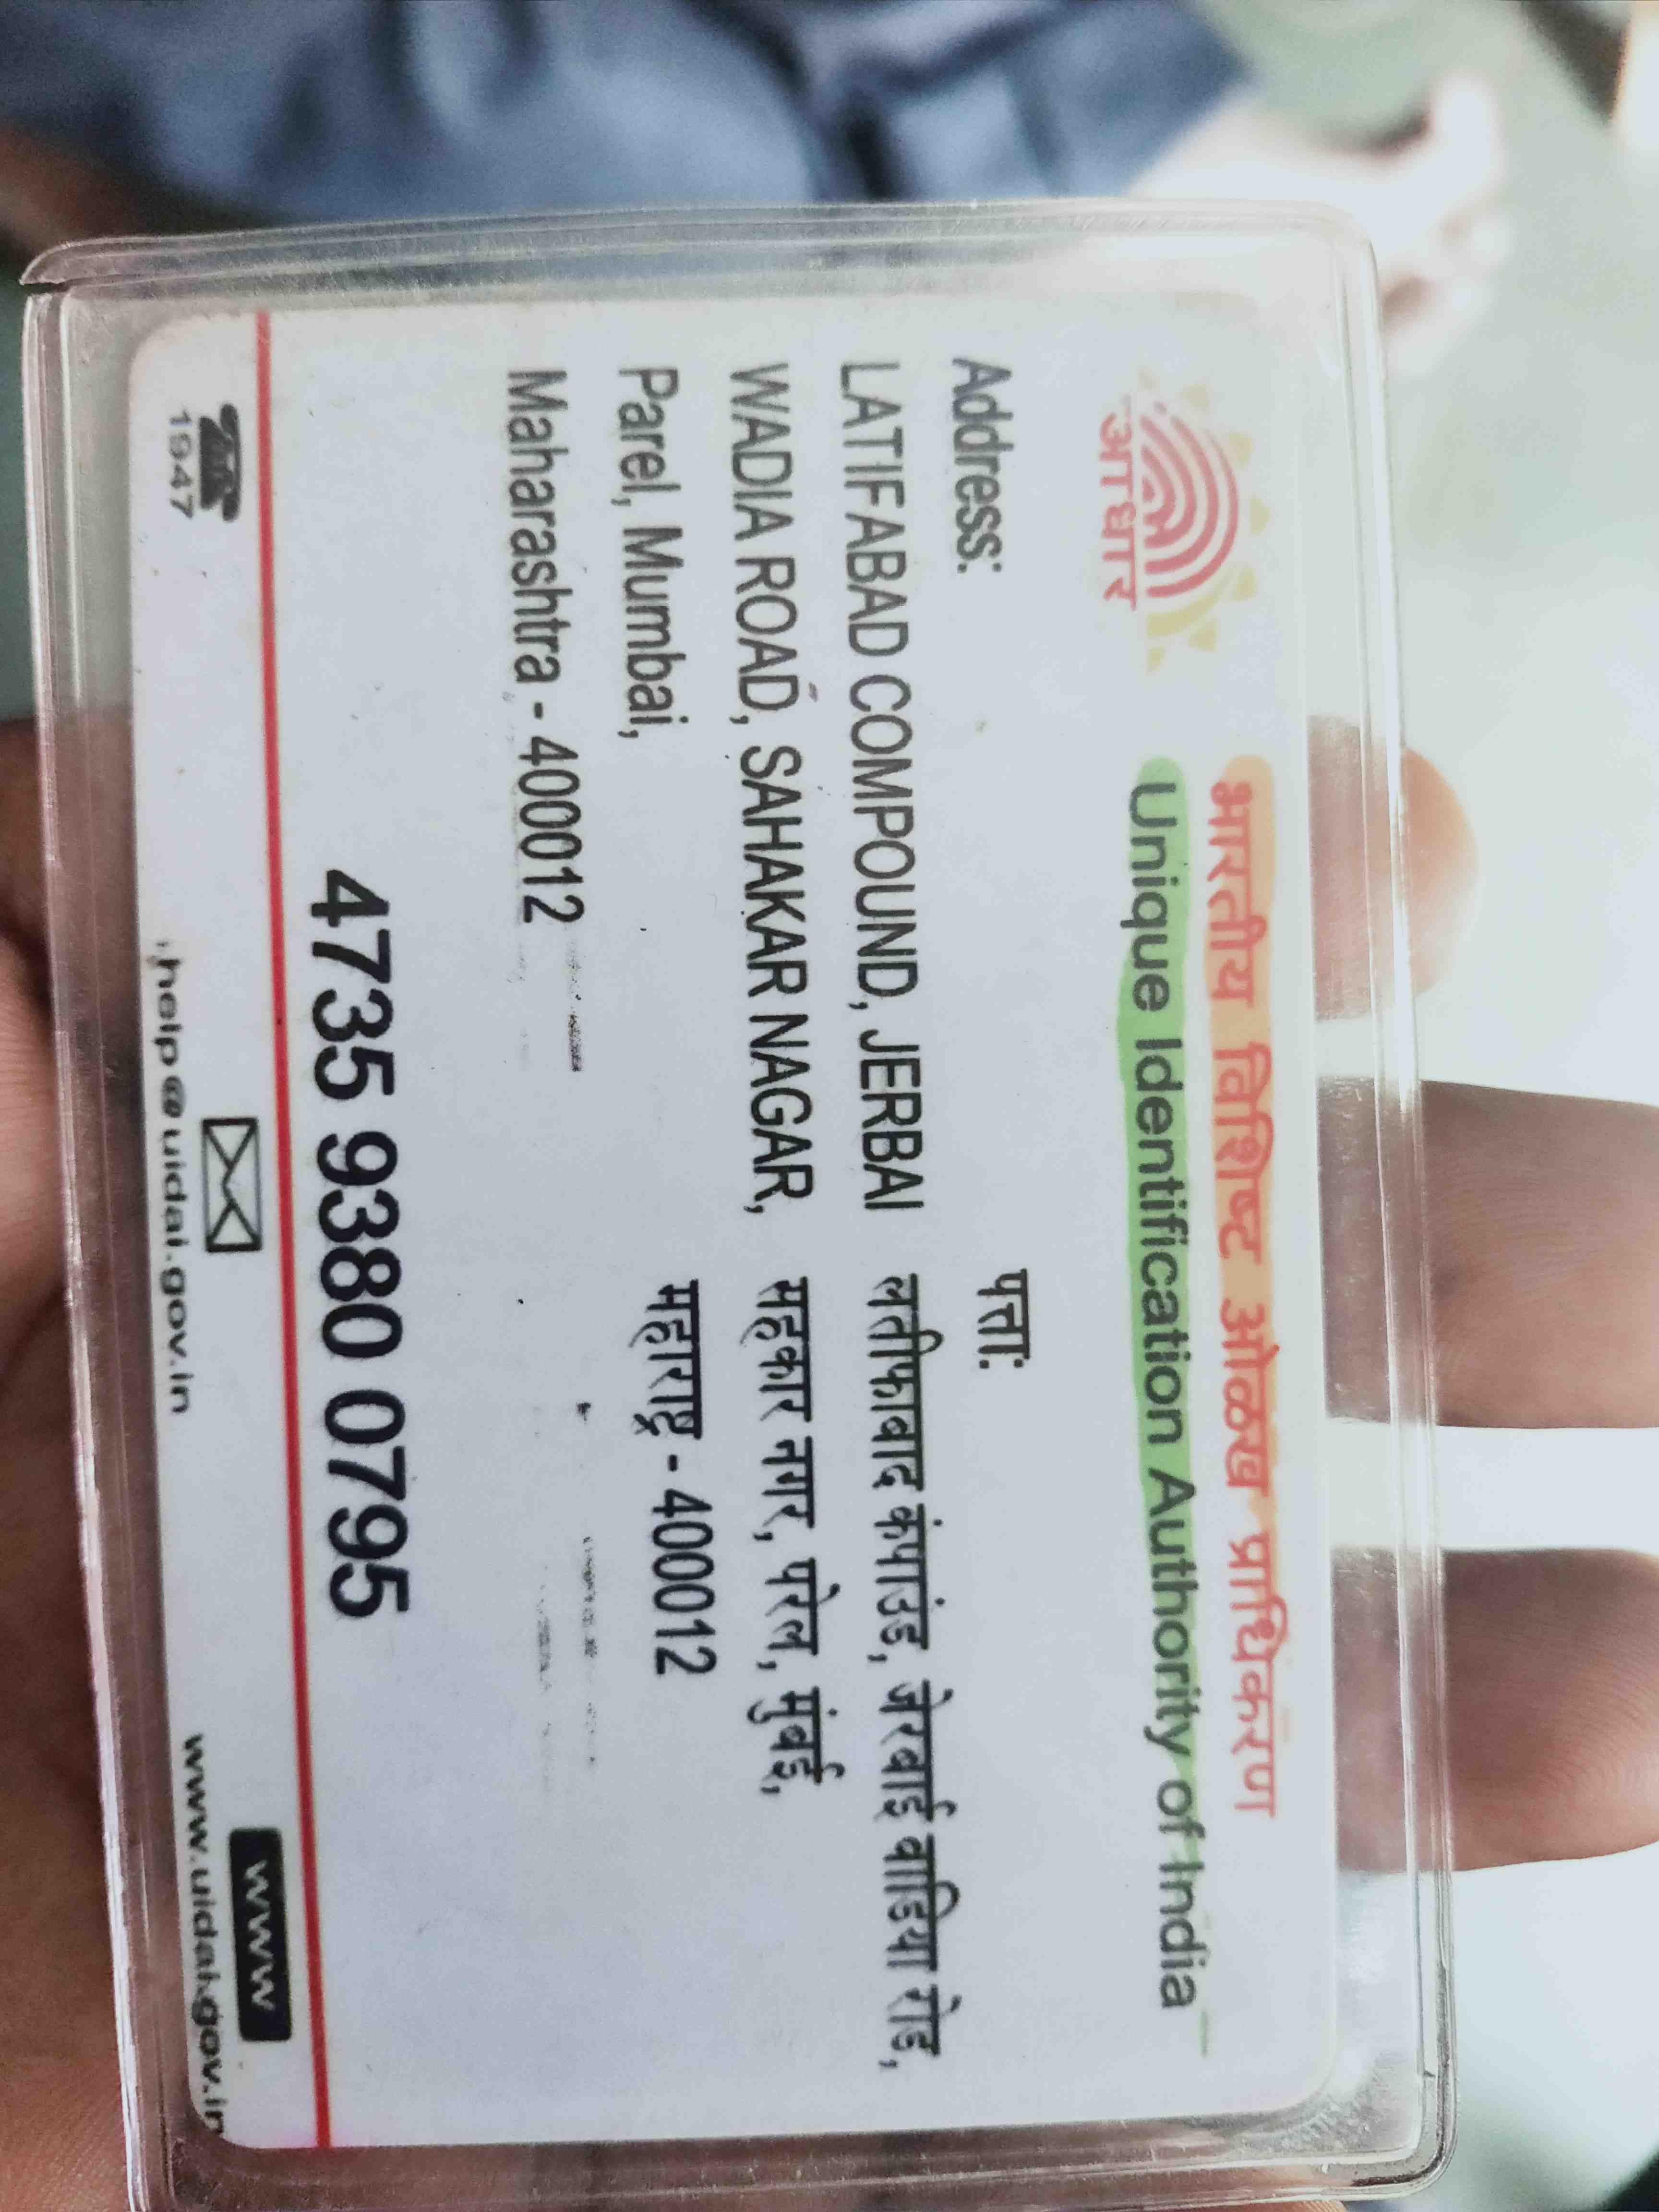 आधार
भारतीय विशिष्ट ओळख प्राधिकरण
Unique Identification Authority of India
Address:
LATIFABAD COMPOUND, JERBAI
WADIA ROAD, SAHAKAR NAGAR,
Parel, Mumbai,
Maharashtra - 400012
पत्ता:
लतीफाबाद कंपाउंड, जेरबाई वाडिया रोड,
सहकार नगर, परेल, मुंबई,
महाराष्ट्र - 400012
4735 9380 0795
1947
help@uidai.gov.in
www
www.uidai.gov.in